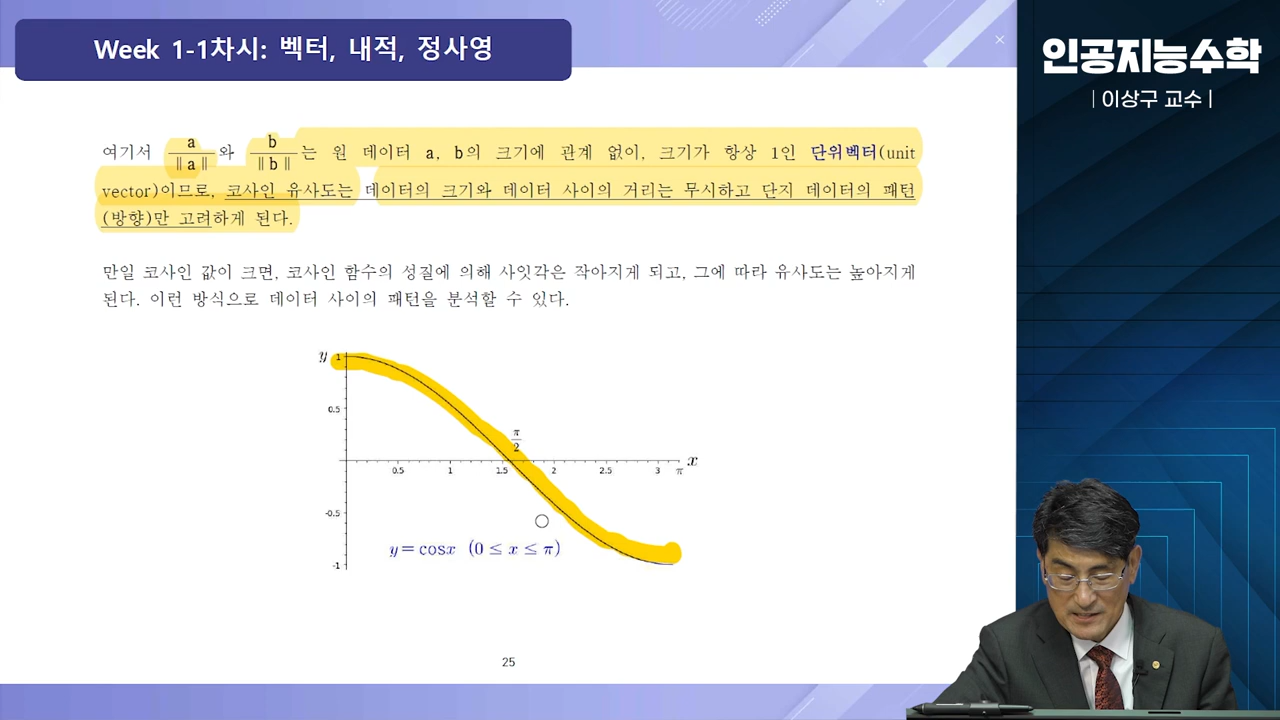 Week 1-1차시: 벡터, 내적, 정사영
인공지능수학
| 이상구 교수 |
여기서 a/‖a‖와 b/‖b‖는 원 데이터 a, b의 크기에 관계 없이, 크기가 항상 1인 단위벡터(unit
vector)이므로, 코사인 유사도는 데이터의 크기와 데이터 사이의 거리는 무시하고 단지 데이터의 패턴
(방향)만 고려하게 된다.
만일 코사인 값이 크면, 코사인 함수의 성질에 의해 사잇각은 작아지게 되고, 그에 따라 유사도는 높아지게
된다. 이런 방식으로 데이터 사이의 패턴을 분석할 수 있다.
y 1
0.5
π/2
0.5 1 1.5 2 2.5 3 π x
-0.5
y=cosx (0 ≤ x ≤ π)
-1
25